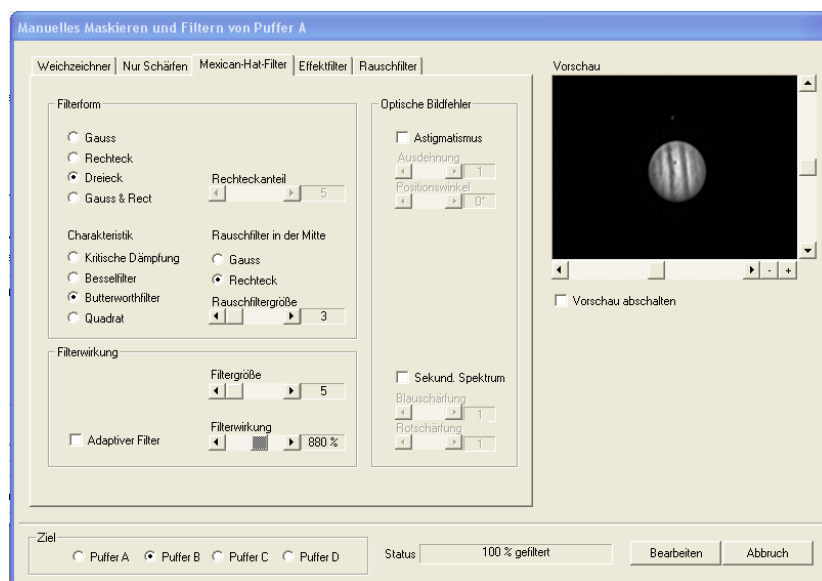 Manuelles Maskieren und Filtern von Puffer A
Weichzeichner
Nur Schärfen
Mexican-Hat-Filter
Effektfilter
Rauschfilter
Filterform
Gauss
Rechteck
Dreieck
Gauss & Rect
Rechteckanteil
5
Charakteristik
Kritische Dämpfung
Besselfilter
Butterworthfilter
Quadrat
Rauschfilter in der Mitte
Gauss
Rechteck
Rauschfiltergröße
3
Filterwirkung
Filtergröße
5
Adaptiver Filter
Filterwirkung
880 %
Optische Bildfehler
Astigmatismus
Ausdehnung
1
Positionswinkel
0°
Sekund. Spektrum
Blauschärfung
1
Rotschärfung
1
Vorschau
- +
Vorschau abschalten
Ziel
Puffer A
Puffer B
Puffer C
Puffer D
Status
100 % gefiltert
Bearbeiten
Abbruch